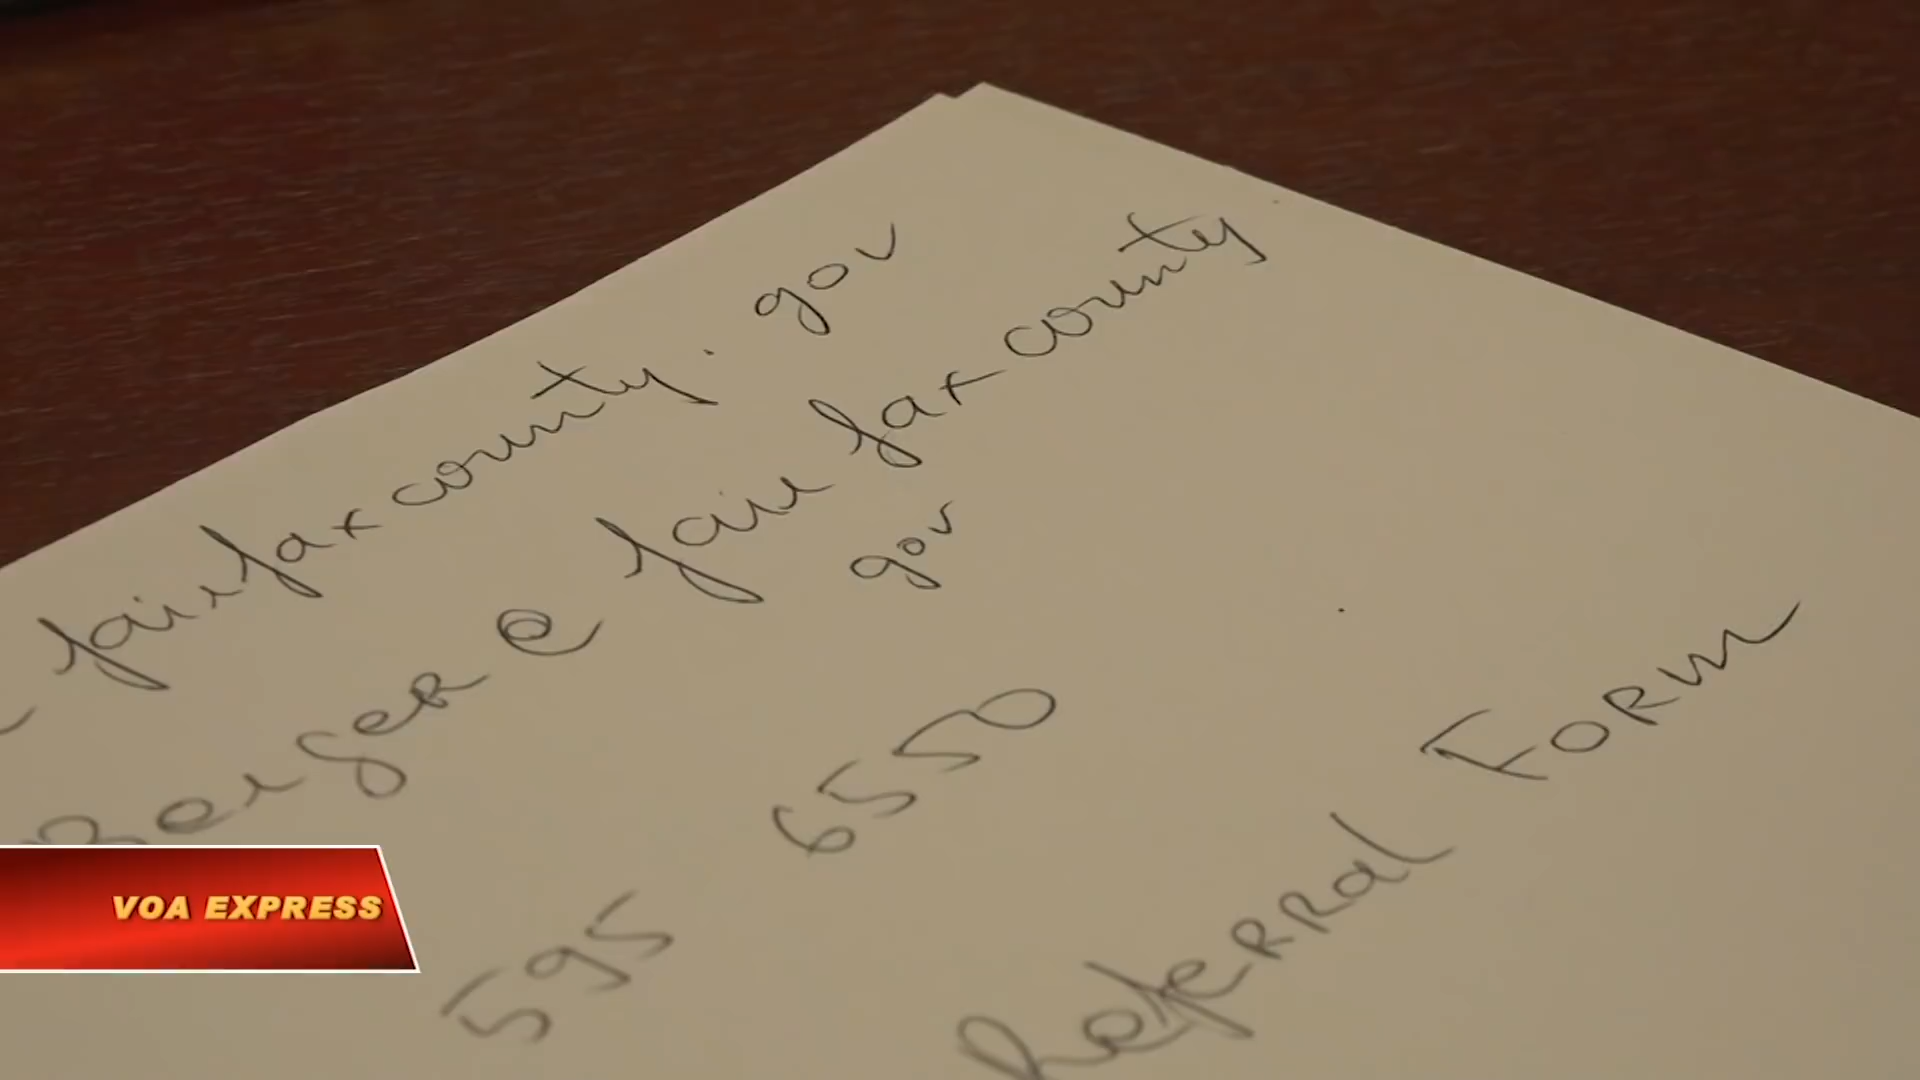 fairfaxcounty.gov
Berger@fairfaxcounty
gov
595 6550
Referral Form
VOA EXPRESS